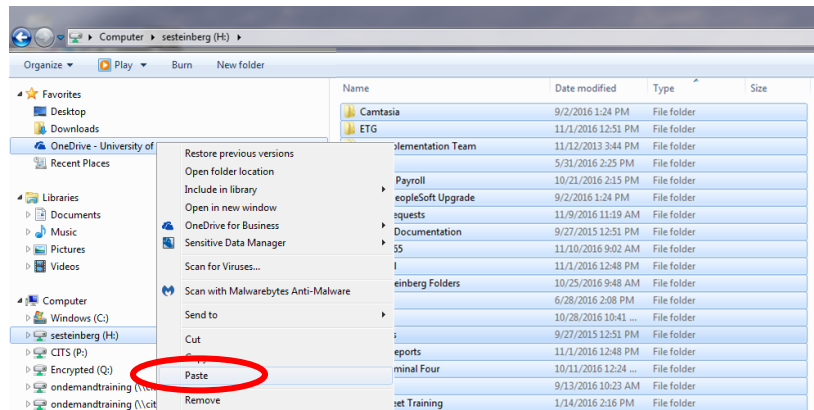 Computer ▸ sesteinberg (H:) ▸
Organize ▾ Play ▾ Burn New folder
Favorites
Desktop
Downloads
OneDrive - University of
Recent Places
Libraries
Documents
Music
Pictures
Videos
Computer
Windows (C:)
sesteinberg (H:)
CITS (P:)
Encrypted (Q:)
ondemandtraining (\\cit
ondemandtraining (\\cit
Restore previous versions
Open folder location
Include in library
Open in new window
OneDrive for Business
Sensitive Data Manager
Scan for Viruses...
Scan with Malwarebytes Anti-Malware
Send to
Cut
Copy
Paste
Remove
Name Date modified Type Size
Camtasia 9/2/2016 1:24 PM File folder
ETG 11/1/2016 12:51 PM File folder
plementation Team 11/12/2013 3:44 PM File folder
5/31/2016 2:25 PM File folder
Payroll 10/21/2016 2:15 PM File folder
eopleSoft Upgrade 9/2/2016 1:24 PM File folder
equests 11/9/2016 11:19 AM File folder
Documentation 9/27/2015 12:51 PM File folder
55 11/10/2016 9:02 AM File folder
11/1/2016 12:48 PM File folder
einberg Folders 10/25/2016 9:48 AM File folder
6/28/2016 2:08 PM File folder
10/28/2016 10:41 ... File folder
s 9/27/2015 12:51 PM File folder
eports 11/1/2016 12:48 PM File folder
minal Four 10/11/2016 12:24 ... File folder
9/13/2016 10:23 AM File folder
eet Training 1/14/2016 2:16 PM File folder